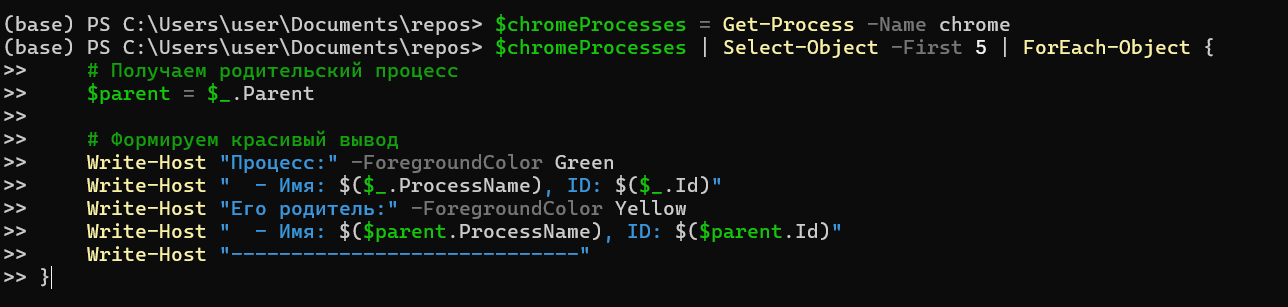 (base) PS C:\Users\user\Documents\repos> $chromeProcesses = Get-Process -Name chrome
(base) PS C:\Users\user\Documents\repos> $chromeProcesses | Select-Object -First 5 | ForEach-Object {
>>     # Получаем родительский процесс
>>     $parent = $_.Parent
>>
>>     # Формируем красивый вывод
>>     Write-Host "Процесс:" -ForegroundColor Green
>>     Write-Host "  - Имя: $($_.ProcessName), ID: $($_.Id)"
>>     Write-Host "Его родитель:" -ForegroundColor Yellow
>>     Write-Host "  - Имя: $($parent.ProcessName), ID: $($parent.Id)"
>>     Write-Host "-----------------------------"
>> }